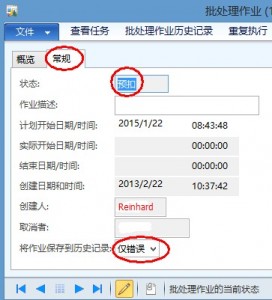 批处理作业 (1
文件 查看任务 批处理作业历史记录 重复执行
概览 常规
状态: 预扣
作业描述:
计划开始日期/时间: 2015/1/22 08:43:48
实际开始日期/时间: 00:00:00
结束日期/时间: 00:00:00
创建日期和时间: 2013/2/22 10:37:42
创建人: Reinhard
取消者:
将作业保存到历史记录: 仅错误
批处理作业的当前状态